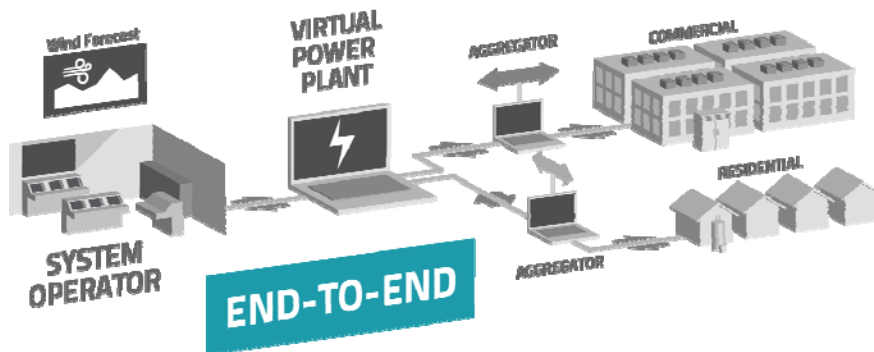 Wind Forecast
VIRTUAL
POWER
PLANT
AGGREGATOR
COMMERCIAL
RESIDENTIAL
SYSTEM
OPERATOR
AGGREGATOR
END-TO-END